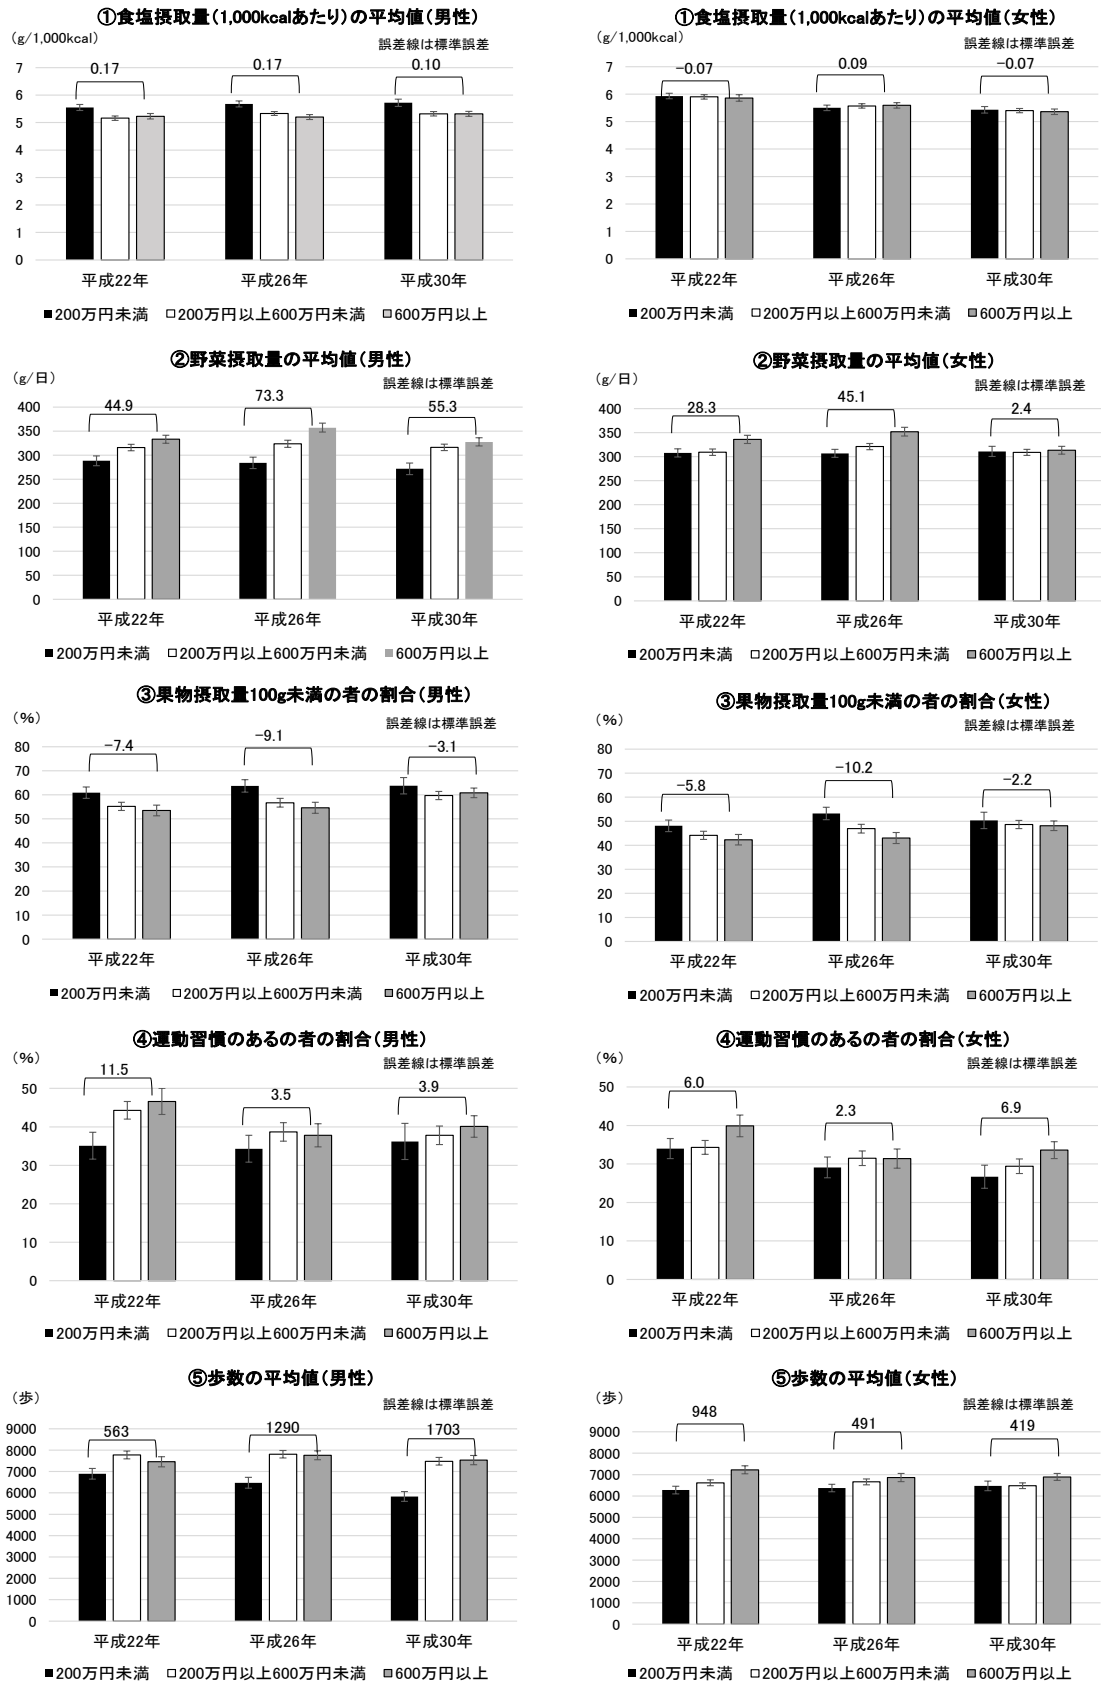 ①食塩摂取量(1,000kcalあたり)の平均値(男性)
(g/1,000kcal)
誤差線は標準誤差
0.17
0.17
0.10
7
6
5
4
3
2
1
0
平成22年
平成26年
平成30年
■200万円未満 □200万円以上600万円未満 ■600万円以上
①食塩摂取量(1,000kcalあたり)の平均値(女性)
(g/1,000kcal)
誤差線は標準誤差
−0.07
0.09
−0.07
7
6
5
4
3
2
1
0
平成22年
平成26年
平成30年
■200万円未満 □200万円以上600万円未満 ■600万円以上
②野菜摂取量の平均値(男性)
(g/日)
誤差線は標準誤差
44.9
73.3
55.3
400
350
300
250
200
150
100
50
0
平成22年
平成26年
平成30年
■200万円未満 □200万円以上600万円未満 ■600万円以上
②野菜摂取量の平均値(女性)
(g/日)
誤差線は標準誤差
28.3
45.1
2.4
400
350
300
250
200
150
100
50
0
平成22年
平成26年
平成30年
■200万円未満 □200万円以上600万円未満 ■600万円以上
③果物摂取量100g未満の者の割合(男性)
(%)
誤差線は標準誤差
−7.4
−9.1
−3.1
80
70
60
50
40
30
20
10
0
平成22年
平成26年
平成30年
■200万円未満 □200万円以上600万円未満 ■600万円以上
③果物摂取量100g未満の者の割合(女性)
(%)
誤差線は標準誤差
−5.8
−10.2
−2.2
80
70
60
50
40
30
20
10
0
平成22年
平成26年
平成30年
■200万円未満 □200万円以上600万円未満 ■600万円以上
④運動習慣のあるの者の割合(男性)
(%)
誤差線は標準誤差
11.5
3.5
3.9
50
40
30
20
10
0
平成22年
平成26年
平成30年
■200万円未満 □200万円以上600万円未満 ■600万円以上
④運動習慣のあるの者の割合(女性)
(%)
誤差線は標準誤差
6.0
2.3
6.9
50
40
30
20
10
0
平成22年
平成26年
平成30年
■200万円未満 □200万円以上600万円未満 ■600万円以上
⑤歩数の平均値(男性)
(歩)
誤差線は標準誤差
563
1290
1703
9000
8000
7000
6000
5000
4000
3000
2000
1000
0
平成22年
平成26年
平成30年
■200万円未満 □200万円以上600万円未満 ■600万円以上
⑤歩数の平均値(女性)
(歩)
誤差線は標準誤差
948
491
419
9000
8000
7000
6000
5000
4000
3000
2000
1000
0
平成22年
平成26年
平成30年
■200万円未満 □200万円以上600万円未満 ■600万円以上